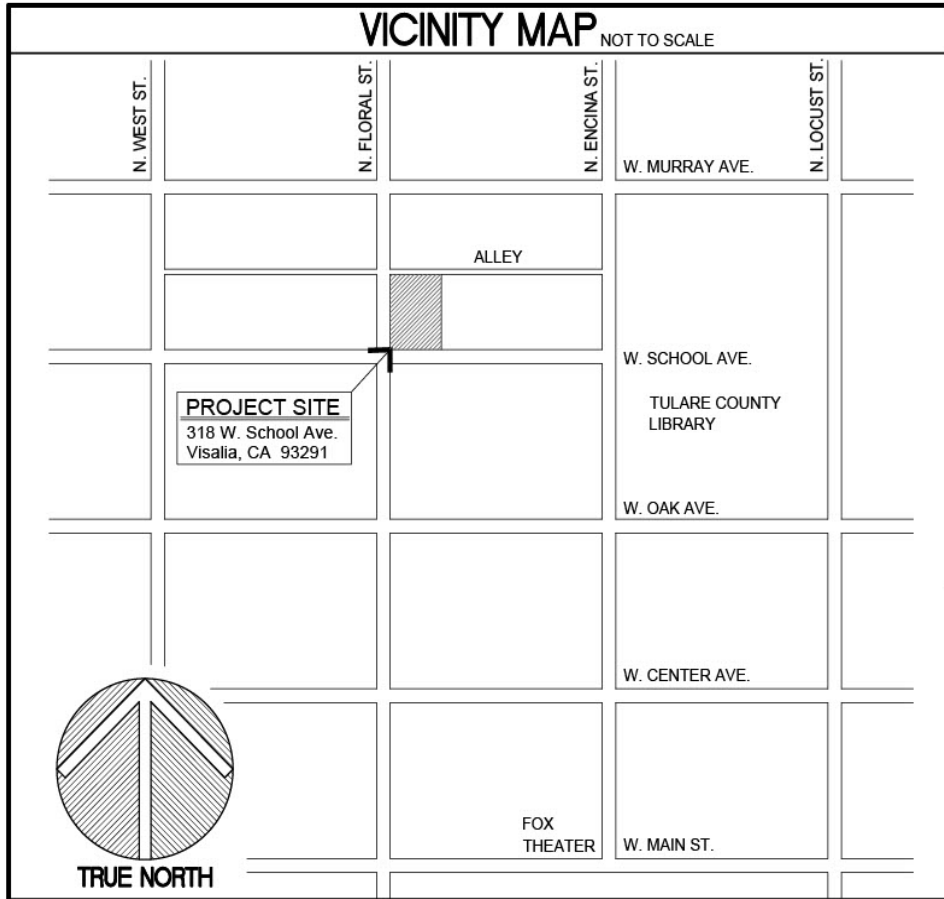 VICINITY MAP NOT TO SCALE
N. WEST ST.
N. FLORAL ST.
N. ENCINA ST.
N. LOCUST ST.
W. MURRAY AVE.
ALLEY
W. SCHOOL AVE.
PROJECT SITE
318 W. School Ave.
Visalia, CA 93291
TULARE COUNTY
LIBRARY
W. OAK AVE.
W. CENTER AVE.
FOX
THEATER
W. MAIN ST.
TRUE NORTH